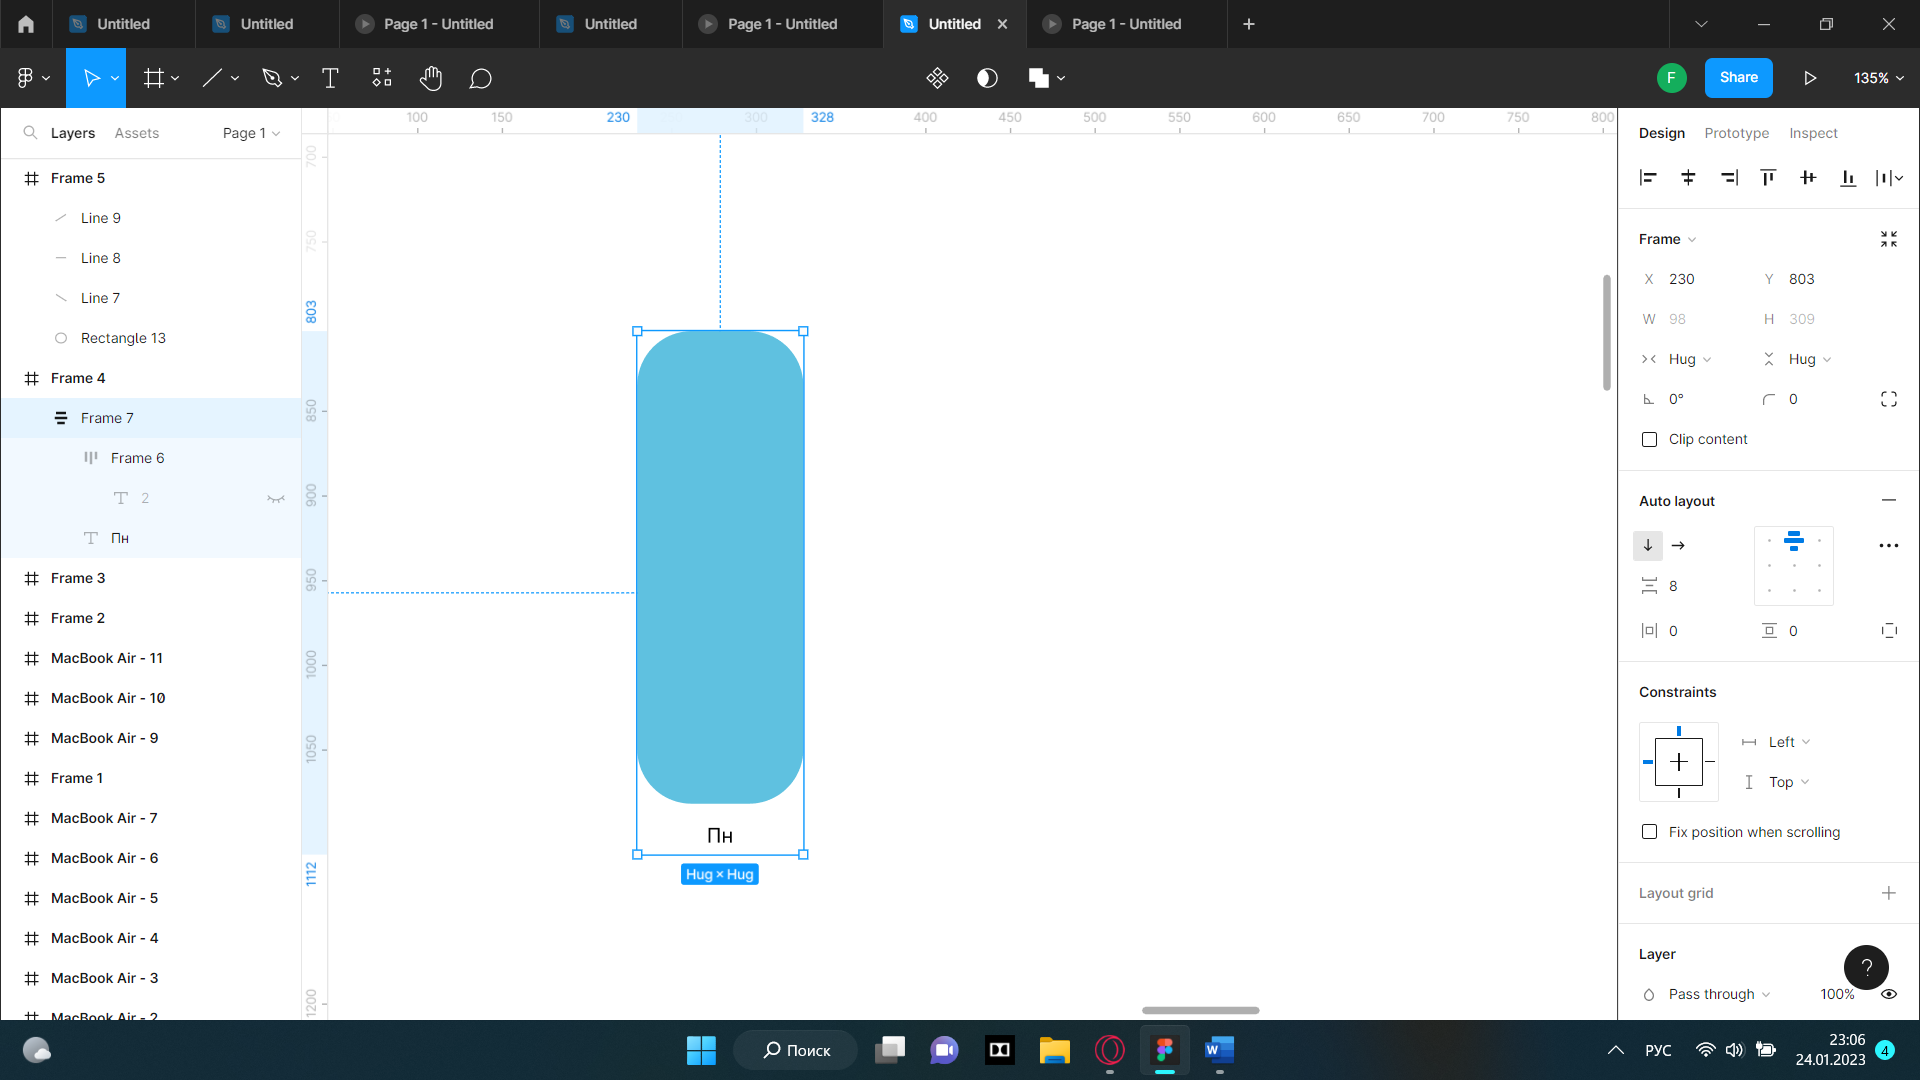 Untitled
Untitled
Page 1 - Untitled
Untitled
Page 1 - Untitled
Untitled
Page 1 - Untitled
F
Share
135%
Layers
Assets
Page 1
Frame 5
Line 9
Line 8
Line 7
Rectangle 13
Frame 4
Frame 7
Frame 6
2
Пн
Frame 3
Frame 2
MacBook Air - 11
MacBook Air - 10
MacBook Air - 9
Frame 1
MacBook Air - 7
MacBook Air - 6
MacBook Air - 5
MacBook Air - 4
MacBook Air - 3
MacBook Air - 2
100
150
230
300
328
400
450
500
550
600
650
700
750
800
700
750
803
850
900
950
1000
1050
1112
1200
Пн
Hug × Hug
Design
Prototype
Inspect
Frame
X 230
Y 803
W 98
H 309
Hug
Hug
0°
0
Clip content
Auto layout
8
0
0
Constraints
Left
Top
Fix position when scrolling
Layout grid
Layer
?
Pass through
100%
Поиск
W
РУС
23:06
24.01.2023
4